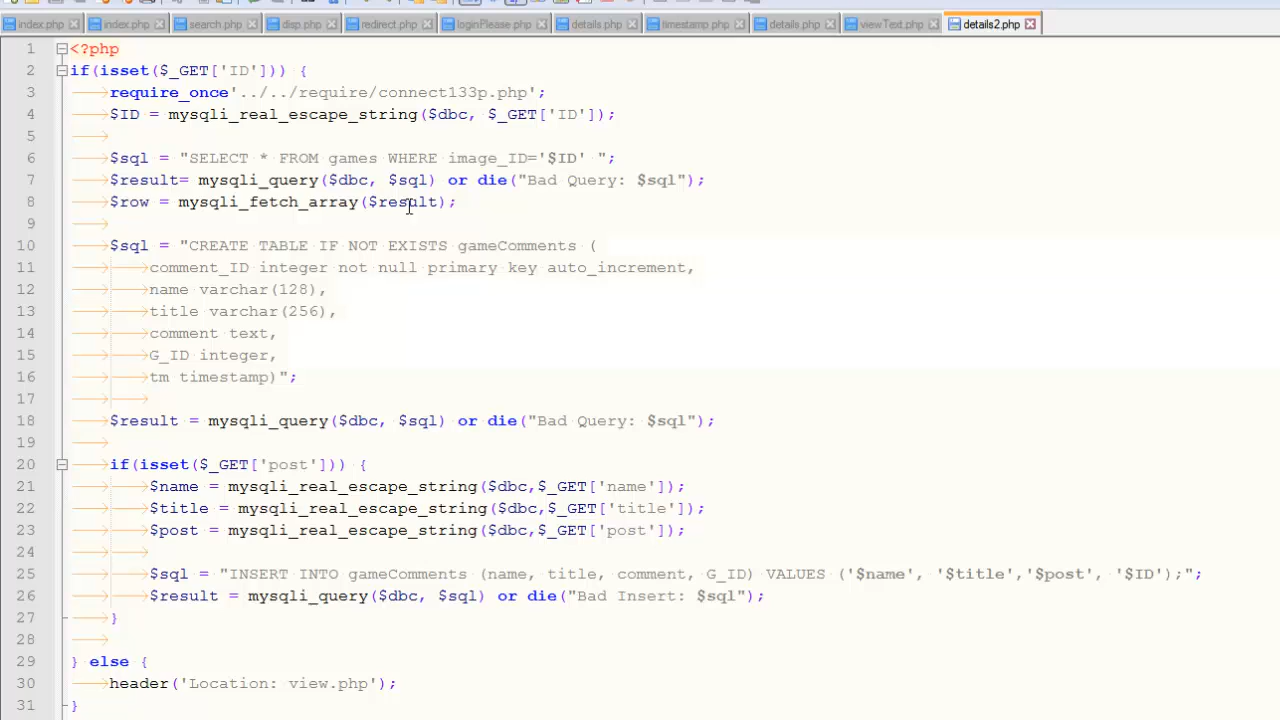 index.php index.php search.php disp.php redirect.php loginPlease.php details.php timestamp.php details.php viewText.php details2.php
1 <?php
2 if(isset($_GET['ID'])) {
3 require_once'../../require/connect133p.php';
4 $ID = mysqli_real_escape_string($dbc, $_GET['ID']);
5
6 $sql = "SELECT * FROM games WHERE image_ID='$ID' ";
7 $result= mysqli_query($dbc, $sql) or die("Bad Query: $sql");
8 $row = mysqli_fetch_array($result);
9
10 $sql = "CREATE TABLE IF NOT EXISTS gameComments (
11 comment_ID integer not null primary key auto_increment,
12 name varchar(128),
13 title varchar(256),
14 comment text,
15 G_ID integer,
16 tm timestamp)";
17
18 $result = mysqli_query($dbc, $sql) or die("Bad Query: $sql");
19
20 if(isset($_GET['post'])) {
21 $name = mysqli_real_escape_string($dbc,$_GET['name']);
22 $title = mysqli_real_escape_string($dbc,$_GET['title']);
23 $post = mysqli_real_escape_string($dbc,$_GET['post']);
24
25 $sql = "INSERT INTO gameComments (name, title, comment, G_ID) VALUES ('$name', '$title','$post', '$ID');";
26 $result = mysqli_query($dbc, $sql) or die("Bad Insert: $sql");
27 }
28
29 } else {
30 header('Location: view.php');
31 }